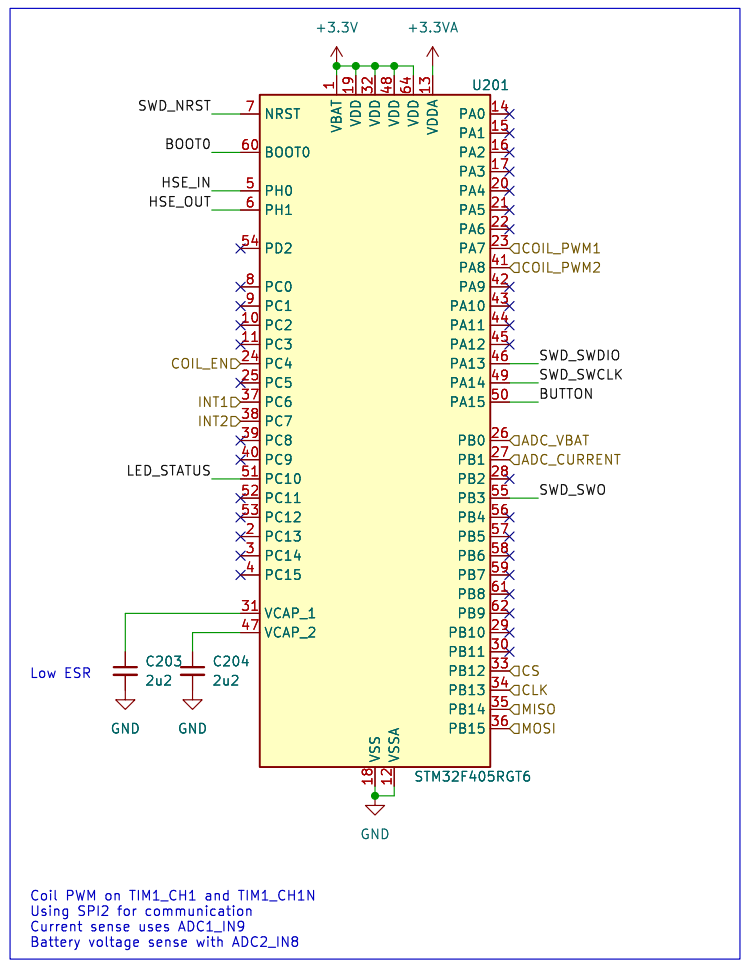 +3.3V
+3.3VA
U201
1
19
32
48
64
13
VBAT
VDD
VDD
VDD
VDD
VDDA
SWD_NRST
7
NRST
BOOT0
60
BOOT0
HSE_IN
5
PH0
HSE_OUT
6
PH1
54
PD2
8
PC0
9
PC1
10
PC2
11
PC3
COIL_EN
24
PC4
25
PC5
INT1
37
PC6
INT2
38
PC7
39
PC8
40
PC9
LED_STATUS
51
PC10
52
PC11
53
PC12
2
PC13
3
PC14
4
PC15
31
VCAP_1
47
VCAP_2
PA0
14
PA1
15
PA2
16
PA3
17
PA4
20
PA5
21
PA6
22
PA7
23
COIL_PWM1
PA8
41
COIL_PWM2
PA9
42
PA10
43
PA11
44
PA12
45
PA13
46
SWD_SWDIO
PA14
49
SWD_SWCLK
PA15
50
BUTTON
PB0
26
ADC_VBAT
PB1
27
ADC_CURRENT
PB2
28
PB3
55
SWD_SWO
PB4
56
PB5
57
PB6
58
PB7
59
PB8
61
PB9
62
PB10
29
PB11
30
PB12
33
CS
PB13
34
CLK
PB14
35
MISO
PB15
36
MOSI
Low ESR
C203
2u2
C204
2u2
GND
GND
VSS
VSSA
18
12
STM32F405RGT6
GND
Coil PWM on TIM1_CH1 and TIM1_CH1N
Using SPI2 for communication
Current sense uses ADC1_IN9
Battery voltage sense with ADC2_IN8